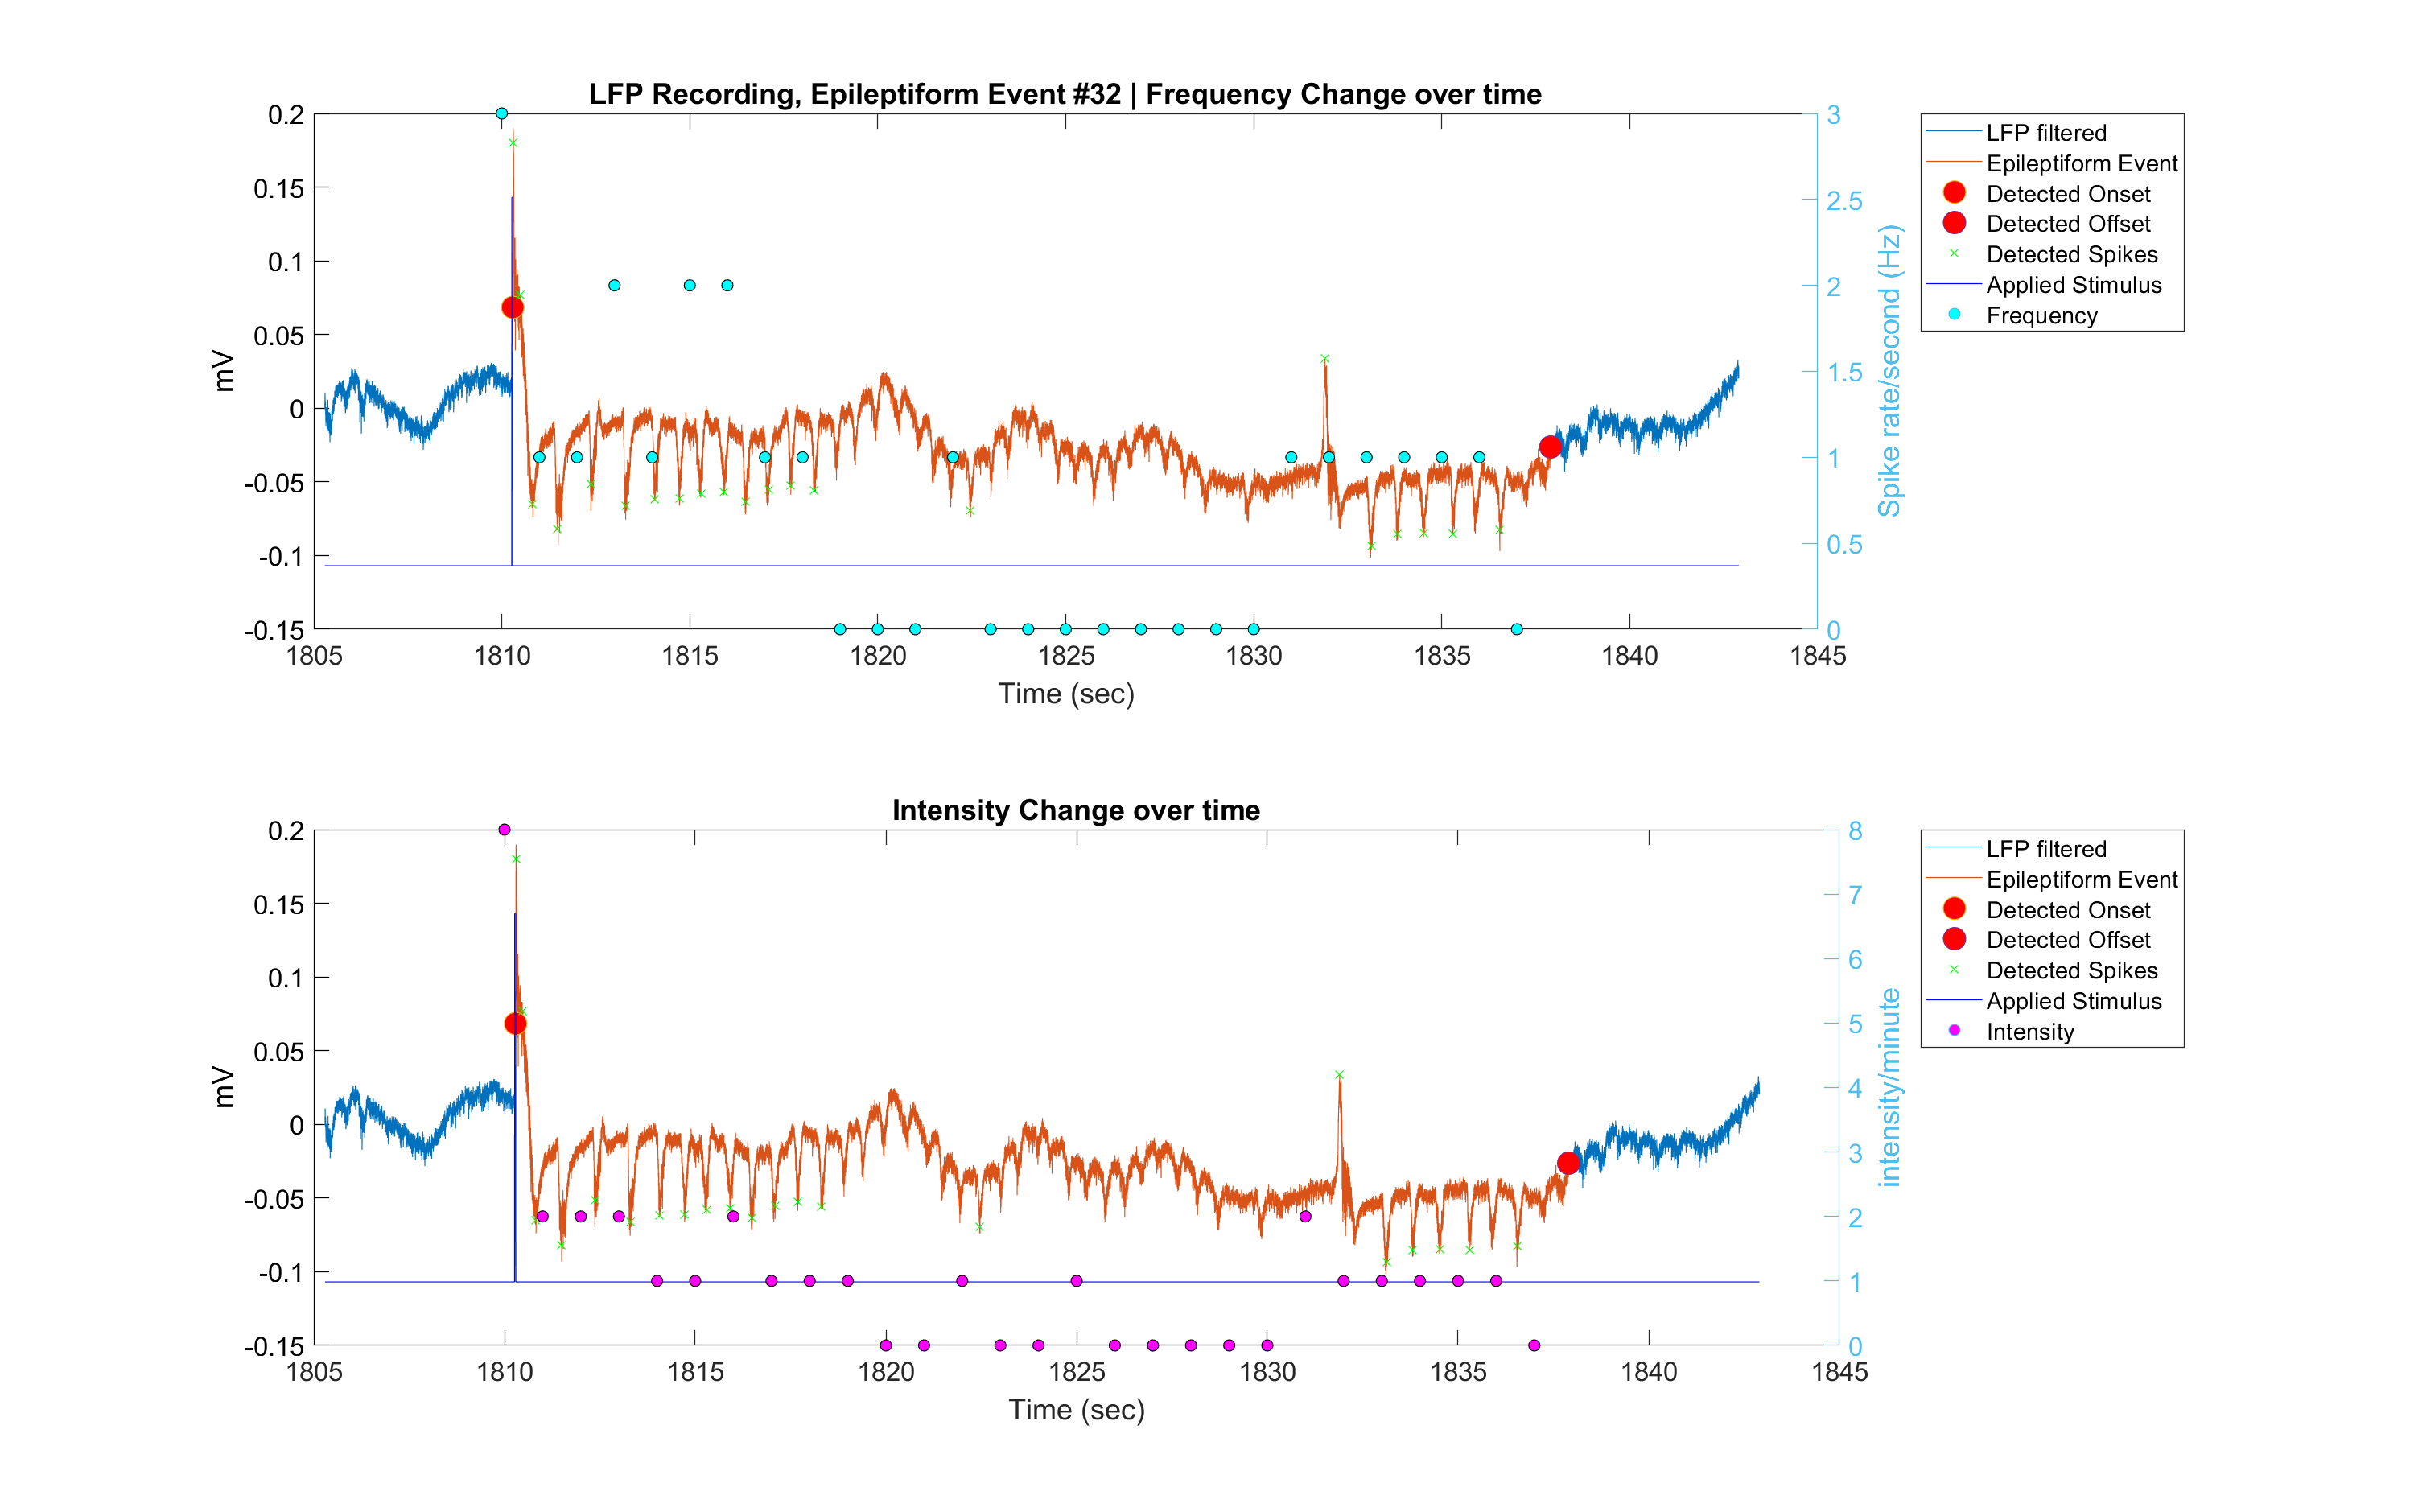 LFP Recording, Epileptiform Event #32 | Frequency Change over time
0.2
0.15
0.1
0.05
0
-0.05
-0.1
-0.15
mV
1805
1810
1815
1820
1825
1830
1835
1840
1845
Time (sec)
3
2.5
2
1.5
1
0.5
0
Spike rate/second (Hz)
LFP filtered
Epileptiform Event
Detected Onset
Detected Offset
Detected Spikes
Applied Stimulus
Frequency
Intensity Change over time
0.2
0.15
0.1
0.05
0
-0.05
-0.1
-0.15
mV
1805
1810
1815
1820
1825
1830
1835
1840
1845
Time (sec)
8
7
6
5
4
3
2
1
0
intensity/minute
LFP filtered
Epileptiform Event
Detected Onset
Detected Offset
Detected Spikes
Applied Stimulus
Intensity